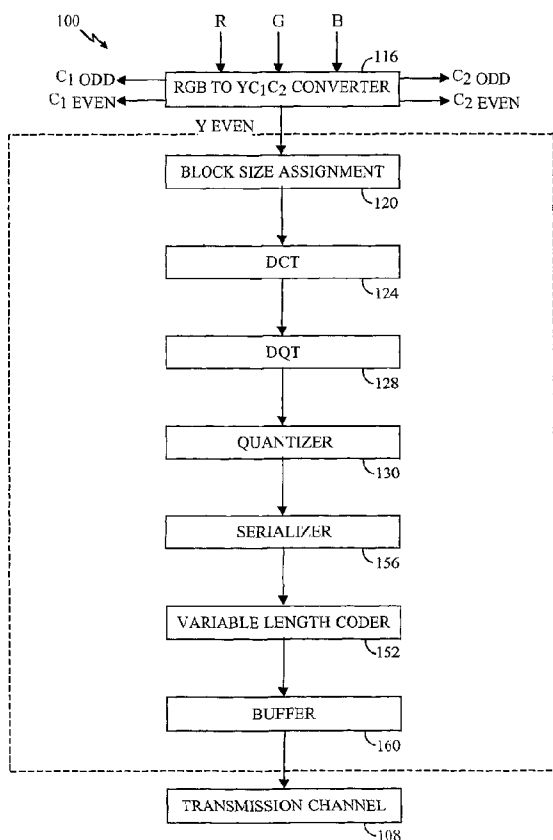 100
R G B
116
C1 ODD
RGB TO YC1C2 CONVERTER
C2 ODD
C1 EVEN
C2 EVEN
Y EVEN
BLOCK SIZE ASSIGNMENT
120
DCT
124
DQT
128
QUANTIZER
130
SERIALIZER
156
VARIABLE LENGTH CODER
152
BUFFER
160
TRANSMISSION CHANNEL
108